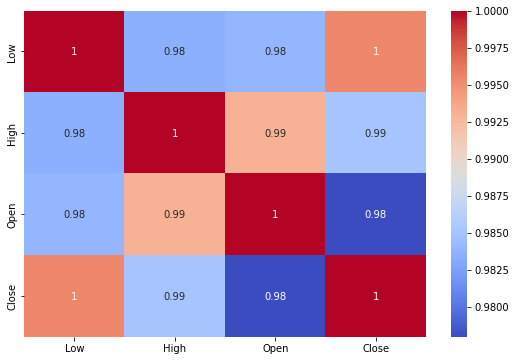 1.0000
Low 1 0.98 0.98 1
0.9975
0.9950
High 0.98 1 0.99 0.99
0.9925
0.9900
0.9875
Open 0.98 0.99 1 0.98
0.9850
0.9825
Close 1 0.99 0.98 1
0.9800
Low High Open Close